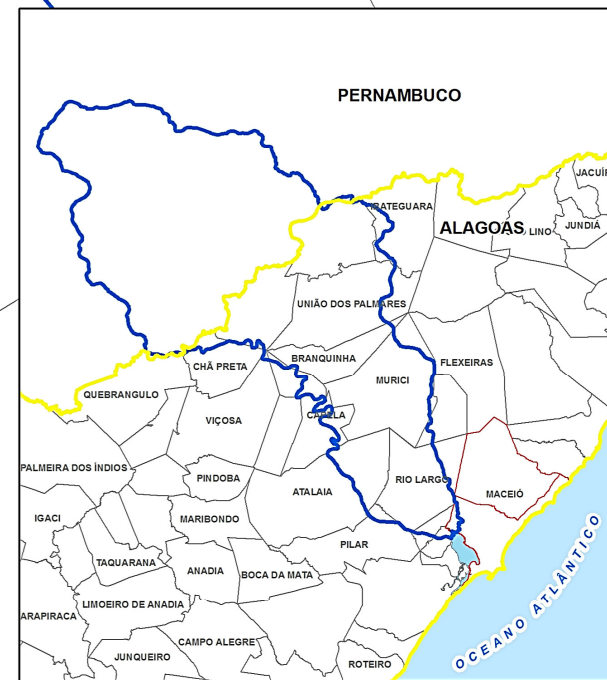 PERNAMBUCO
JACUÍP
IBATEGUARA
ALAGOAS
LINO
JUNDIÁ
UNIÃO DOS PALMARES
BRANQUINHA
CHÃ PRETA
FLEXEIRAS
MURICI
QUEBRANGULO
VIÇOSA
CAPELA
PALMEIRA DOS ÍNDIOS
PINDOBA
ATALAIA
RIO LARGO
MACEIÓ
IGACI
MARIBONDO
PILAR
TAQUARANA
ANADIA
BOCA DA MATA
LIMOEIRO DE ANADIA
ARAPIRACA
CAMPO ALEGRE
JUNQUEIRO
ROTEIRO
OCEANO ATLÂNTICO